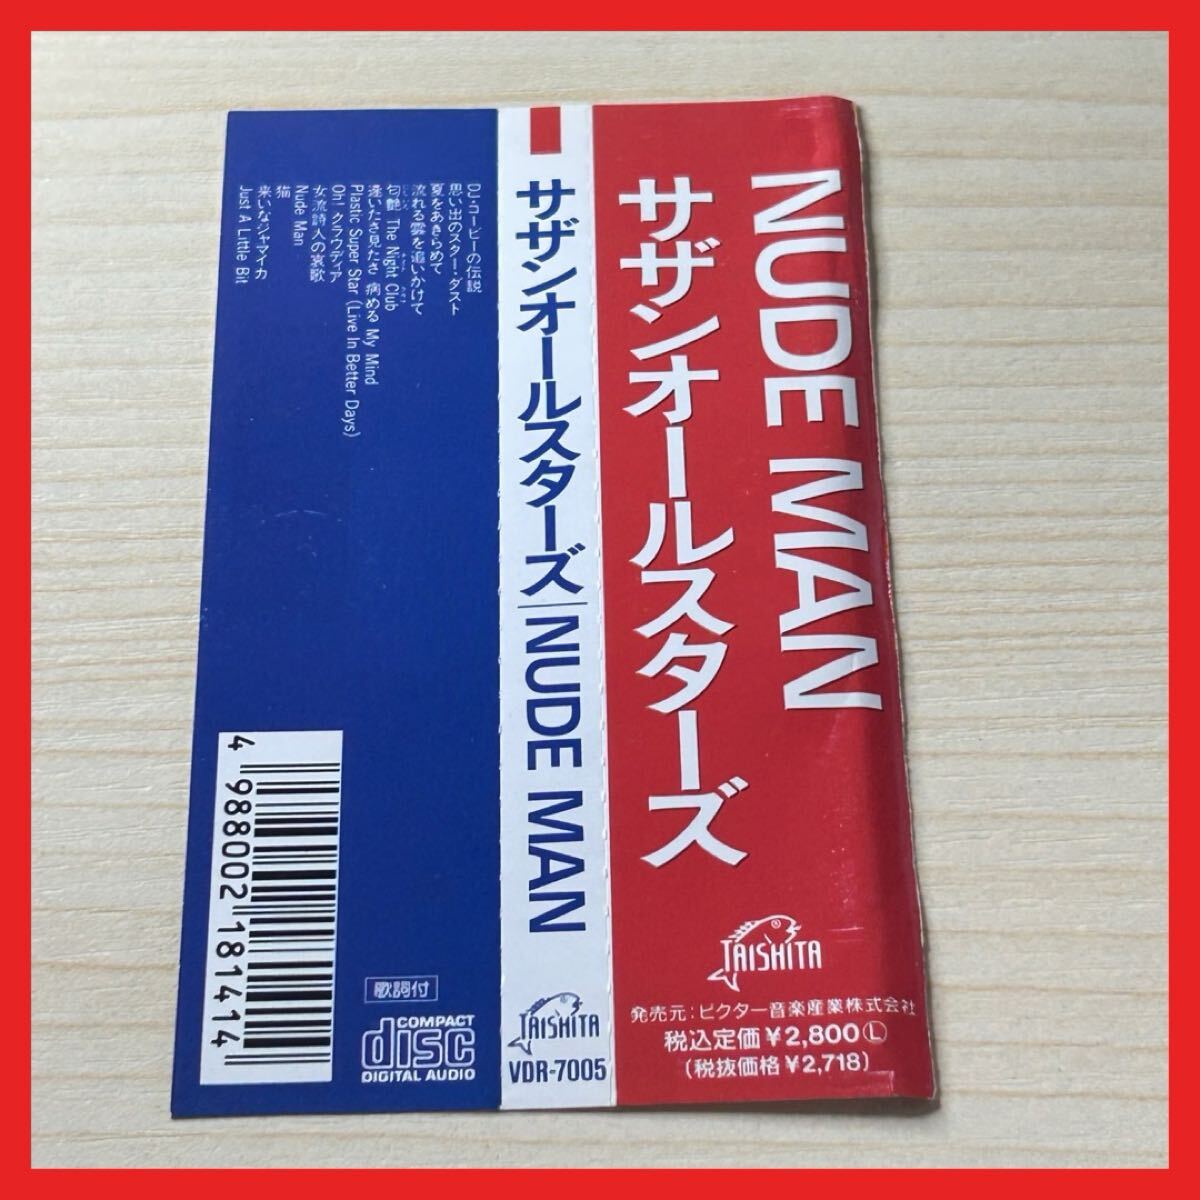 NUDE MAN
サザンオールスターズ
TAISHITA
発売元：ビクター音楽産業株式会社
税込定価￥2,800Ⓛ
(税抜価格￥2,718)
サザンオールスターズ|NUDE MAN
TAISHITA
VDR-7005
DJ・コービーの伝説
思い出のスター・ダスト
夏をあきらめて
流れる雲を追いかけて
匂艶 The Night Club
逢いたさ見たさ 病める My Mind
Plastic Super Star (Live In Better Days)
Oh! クラウディア
女流詩人の哀歌
Nude Man
猫
来いなジャマイカ
Just A Little Bit
歌詞付
COMPACT
disc
DIGITAL AUDIO
4 988002 181414